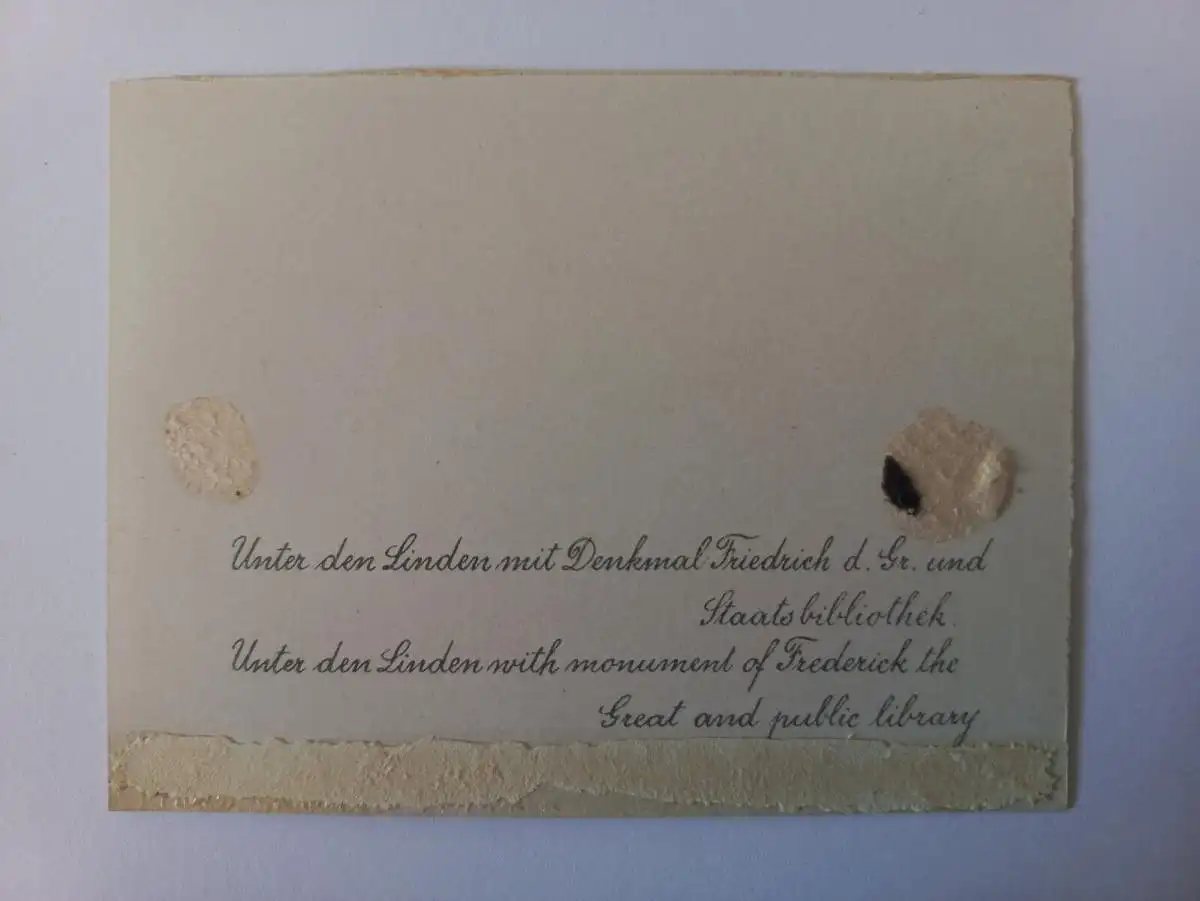 Unter den Linden mit Denkmal Friedrich d. Gr. und
Staatsbibliothek.
Unter den Linden with monument of Frederick the
Great and public library